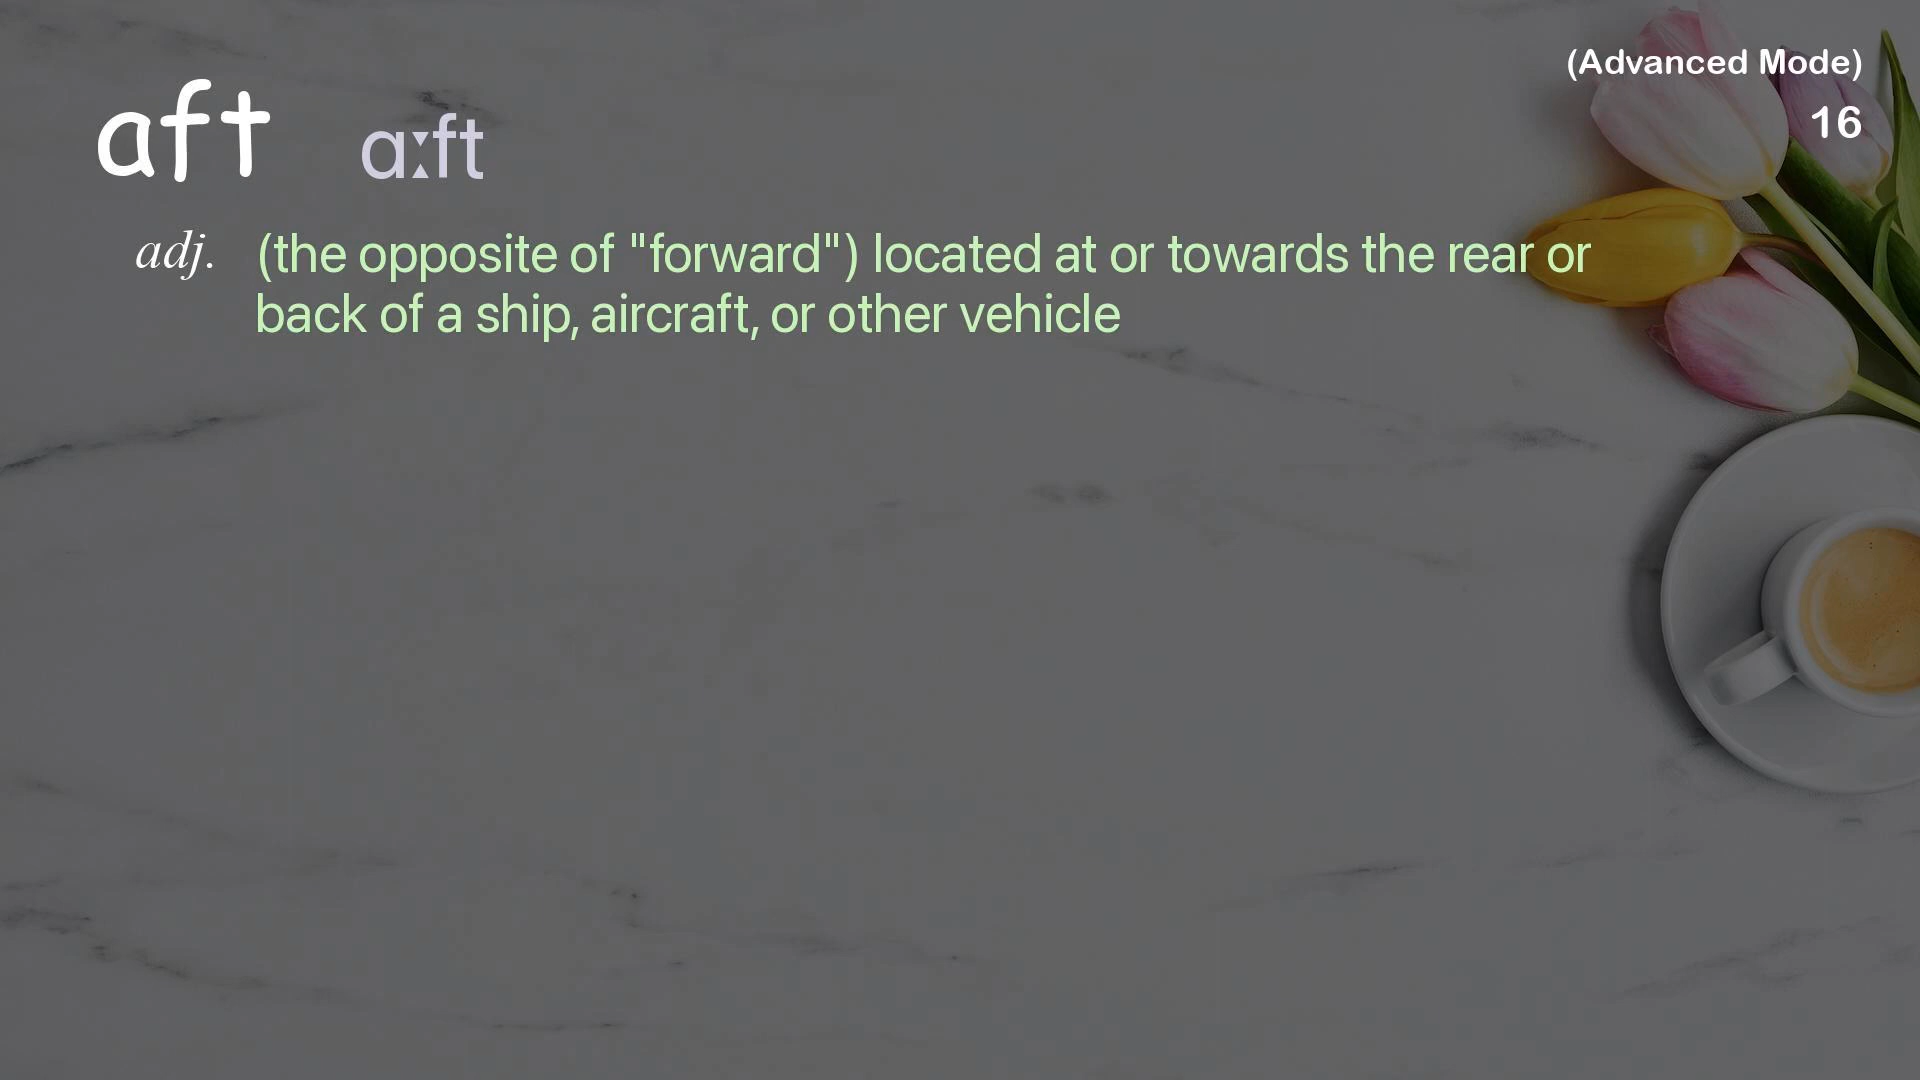 (Advanced Mode)
16
aft ɑːft
adj. (the opposite of "forward") located at or towards the rear or
back of a ship, aircraft, or other vehicle